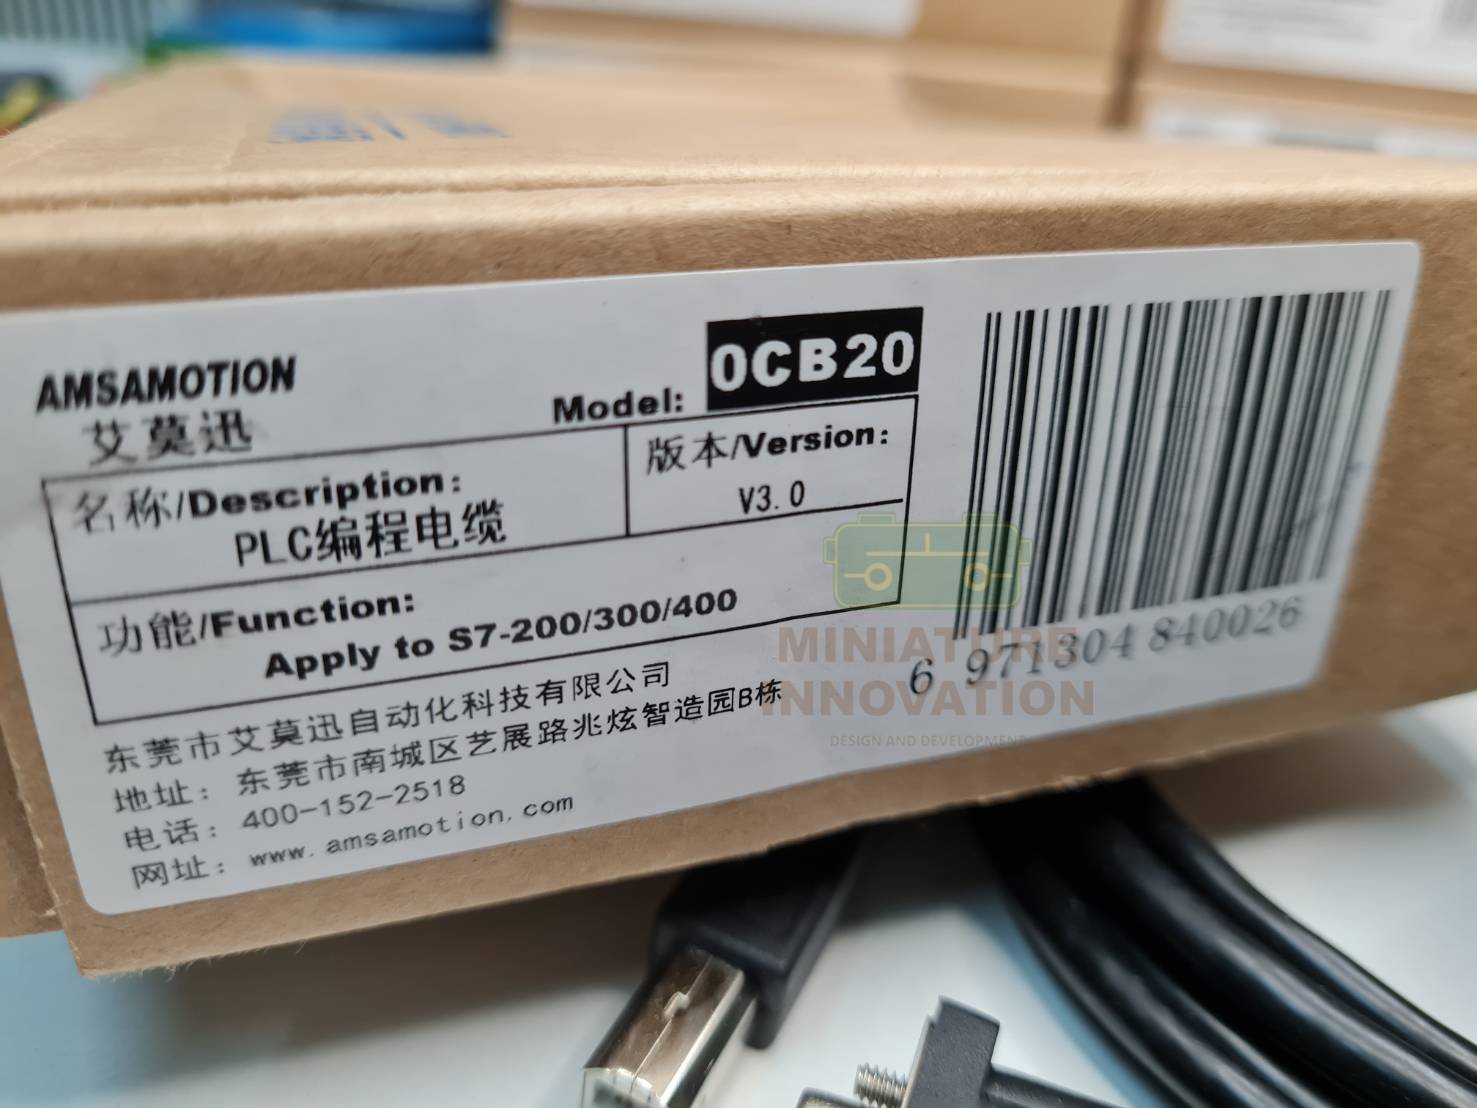 AMSAMOTION
艾莫迅
Model: 0CB20
名称/Description:
PLC编程电缆
版本/Version:
V3.0
功能/Function:
Apply to S7-200/300/400
东莞市艾莫迅自动化科技有限公司
地址: 东莞市南城区艺展路兆炫智造园B栋
电话: 400-152-2518
网址: www.amsamotion.com
6 971304 840026
MINIATURE
INNOVATION
DESIGN AND DEVELOPMENT